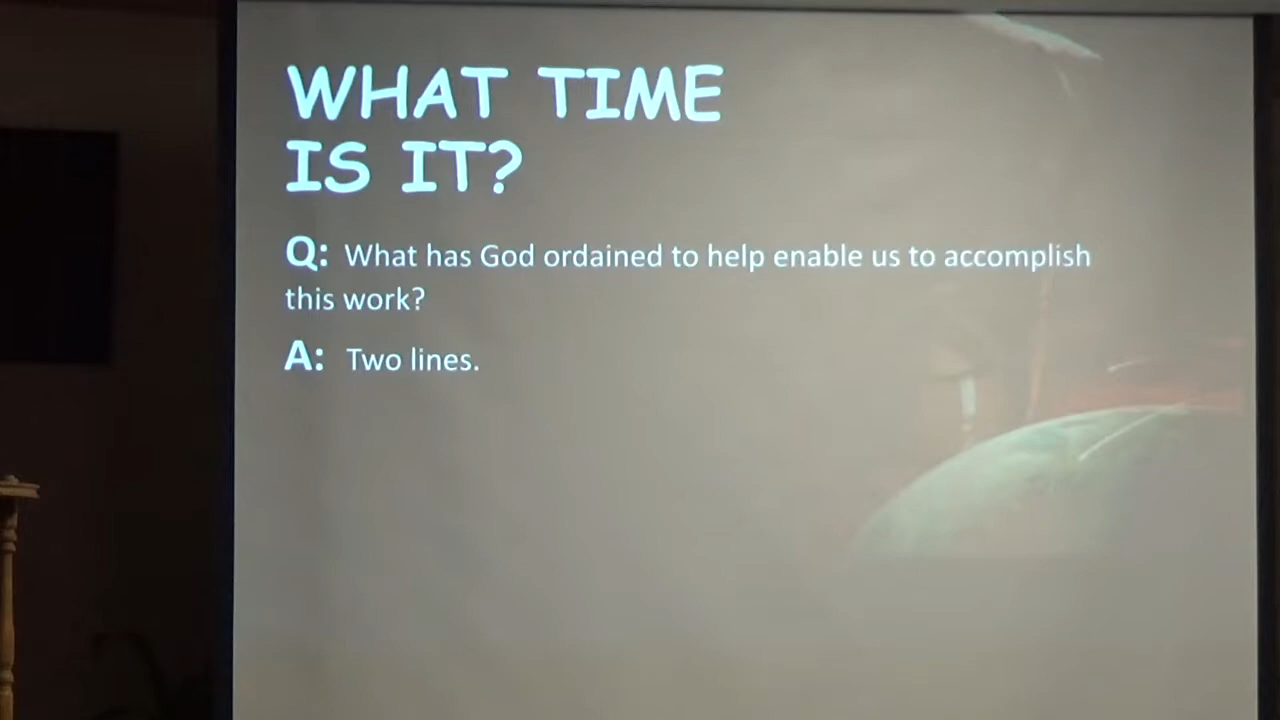 WHAT TIME
IS IT?
Q: What has God ordained to help enable us to accomplish
this work?
A: Two lines.